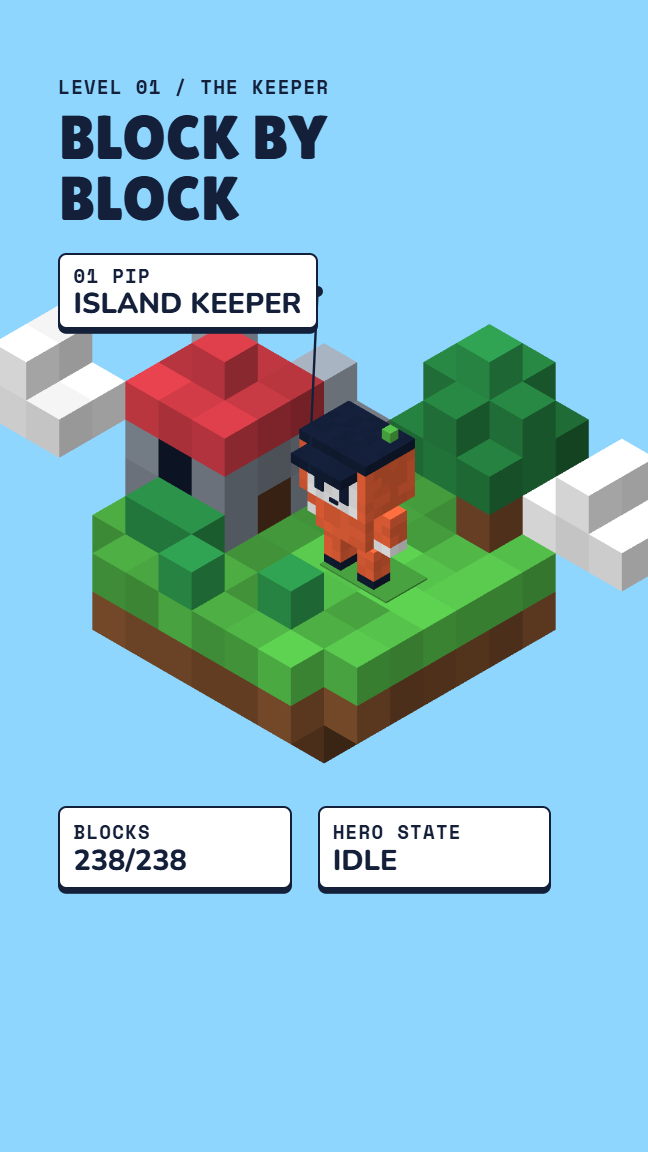 LEVEL 01 / THE KEEPER
BLOCK BY
BLOCK
01 PIP
ISLAND KEEPER
BLOCKS
238/238
HERO STATE
IDLE